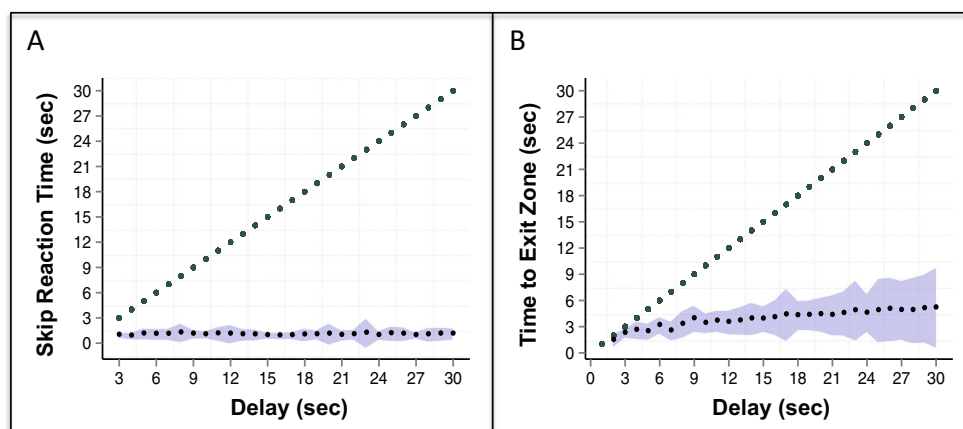 A
B
Skip Reaction Time (sec)
30
27
24
21
18
15
12
9
6
3
0
3 6 9 12 15 18 21 24 27 30
Delay (sec)
Time to Exit Zone (sec)
30
27
24
21
18
15
12
9
6
3
0
0 3 6 9 12 15 18 21 24 27 30
Delay (sec)